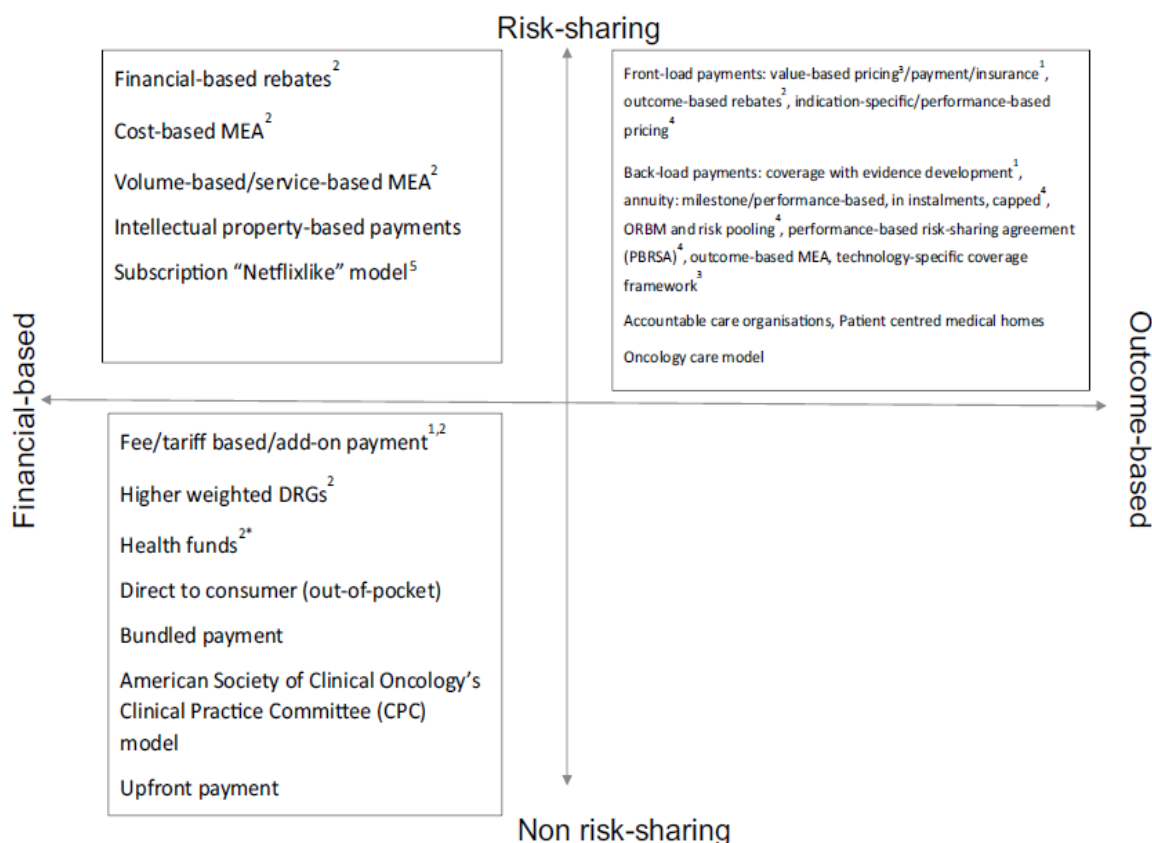 Risk-sharing
Financial-based rebates2
Cost-based MEA2
Volume-based/service-based MEA2
Intellectual property-based payments
Subscription “Netflixlike” model5
Front-load payments: value-based pricing3/payment/insurance1,
outcome-based rebates2, indication-specific/performance-based
pricing4
Back-load payments: coverage with evidence development1,
annuity: milestone/performance-based, in instalments, capped4,
ORBM and risk pooling4, performance-based risk-sharing agreement
(PBRSA)4, outcome-based MEA, technology-specific coverage
framework3
Accountable care organisations, Patient centred medical homes
Oncology care model
Financial-based
Outcome-based
Fee/tariff based/add-on payment1,2
Higher weighted DRGs2
Health funds2*
Direct to consumer (out-of-pocket)
Bundled payment
American Society of Clinical Oncology’s
Clinical Practice Committee (CPC)
model
Upfront payment
Non risk-sharing